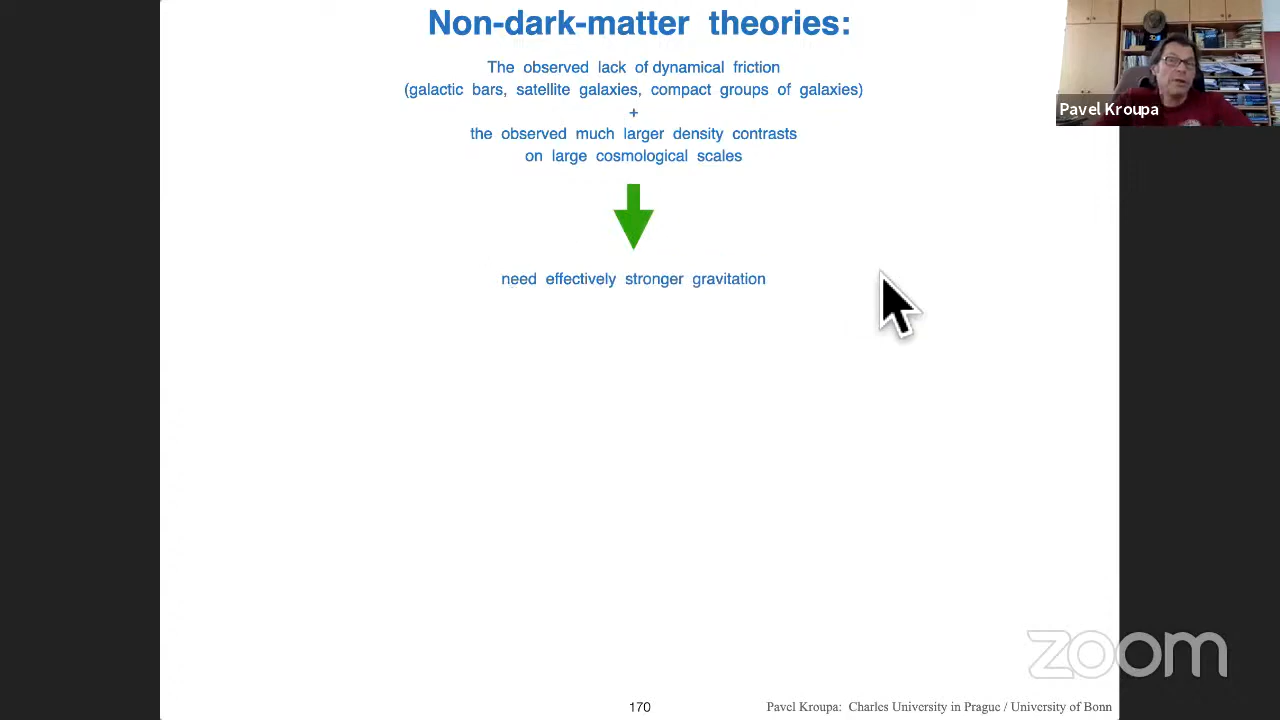 Non-dark-matter theories:
The observed lack of dynamical friction
(galactic bars, satellite galaxies, compact groups of galaxies)
+
the observed much larger density contrasts
on large cosmological scales
need effectively stronger gravitation
Pavel Kroupa
zoom
170
Pavel Kroupa: Charles University in Prague / University of Bonn